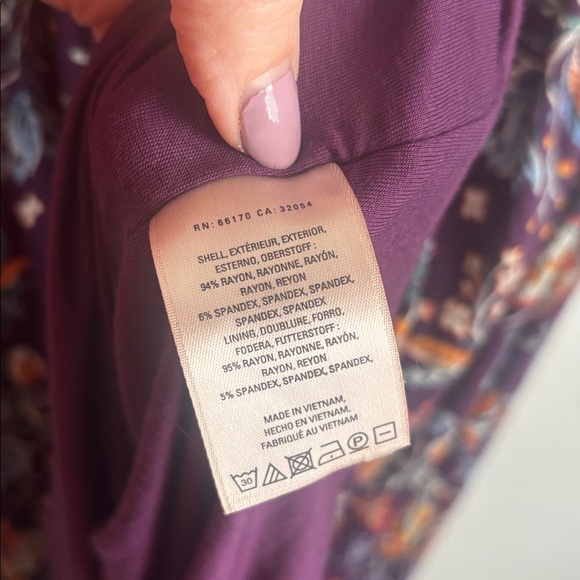 RN: 66170 CA: 32054
SHELL, EXTÉRIEUR, EXTERIOR,
ESTERNO, OBERSTOFF :
94% RAYON, RAYONNE, RAYÓN,
RAYON, REYON
6% SPANDEX, SPANDEX, SPANDEX,
SPANDEX, SPANDEX
LINING, DOUBLURE, FORRO,
FODERA, FUTTERSTOFF :
95% RAYON, RAYONNE, RAYÓN,
RAYON, REYON
5% SPANDEX, SPANDEX, SPANDEX,
MADE IN VIETNAM,
HECHO EN VIETNAM,
FABRIQUÉ AU VIETNAM
30 P